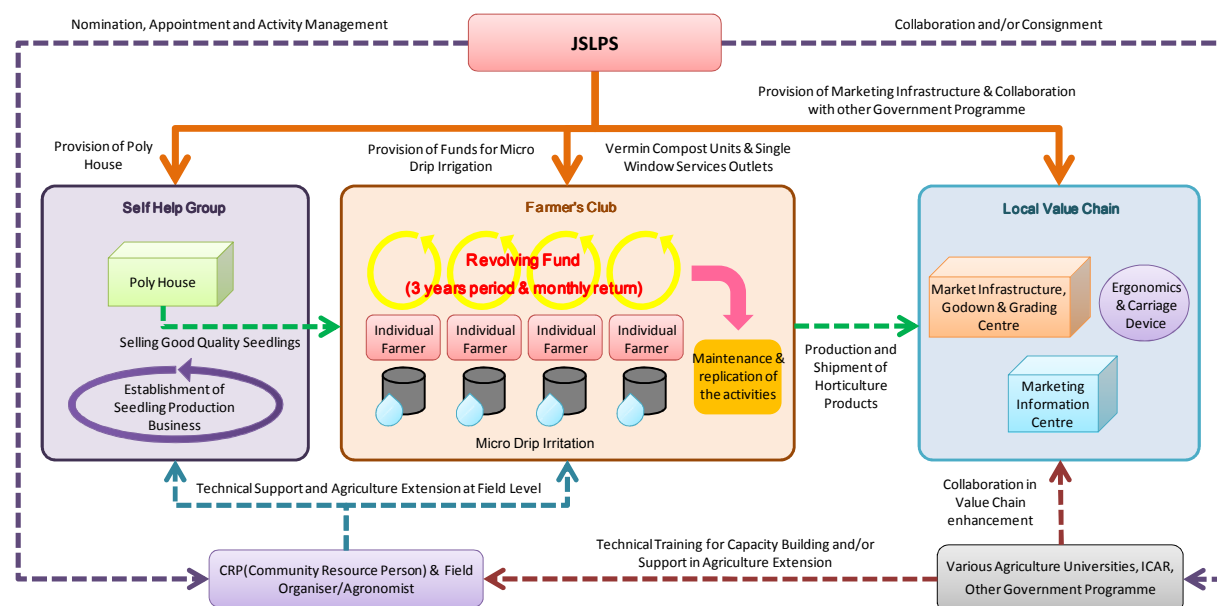 Nomination, Appointment and Activity Management
Collaboration and/or Consignment
JSLPS
Provision of Marketing Infrastructure & Collaboration
with other Government Programme
Provision of Poly
House
Provision of Funds for Micro
Drip Irrigation
Vermin Compost Units & Single
Window Services Outlets
Self Help Group
Poly House
Selling Good Quality Seedlings
Establishment of
Seedling Production
Business
Farmer's Club
Revolving Fund
(3 years period & monthly return)
Individual
Farmer
Individual
Farmer
Individual
Farmer
Individual
Farmer
Maintenance &
replication of
the activities
Micro Drip Irritation
Production and
Shipment of
Horticulture
Products
Local Value Chain
Market Infrastructure,
Godown & Grading
Centre
Ergonomics
& Carriage
Device
Marketing
Information
Centre
Technical Support and Agriculture Extension at Field Level
Collaboration in
Value Chain
enhancement
CRP(Community Resource Person) & Field
Organiser/Agronomist
Technical Training for Capacity Building and/or
Support in Agriculture Extension
Various Agriculture Universities, ICAR,
Other Government Programme